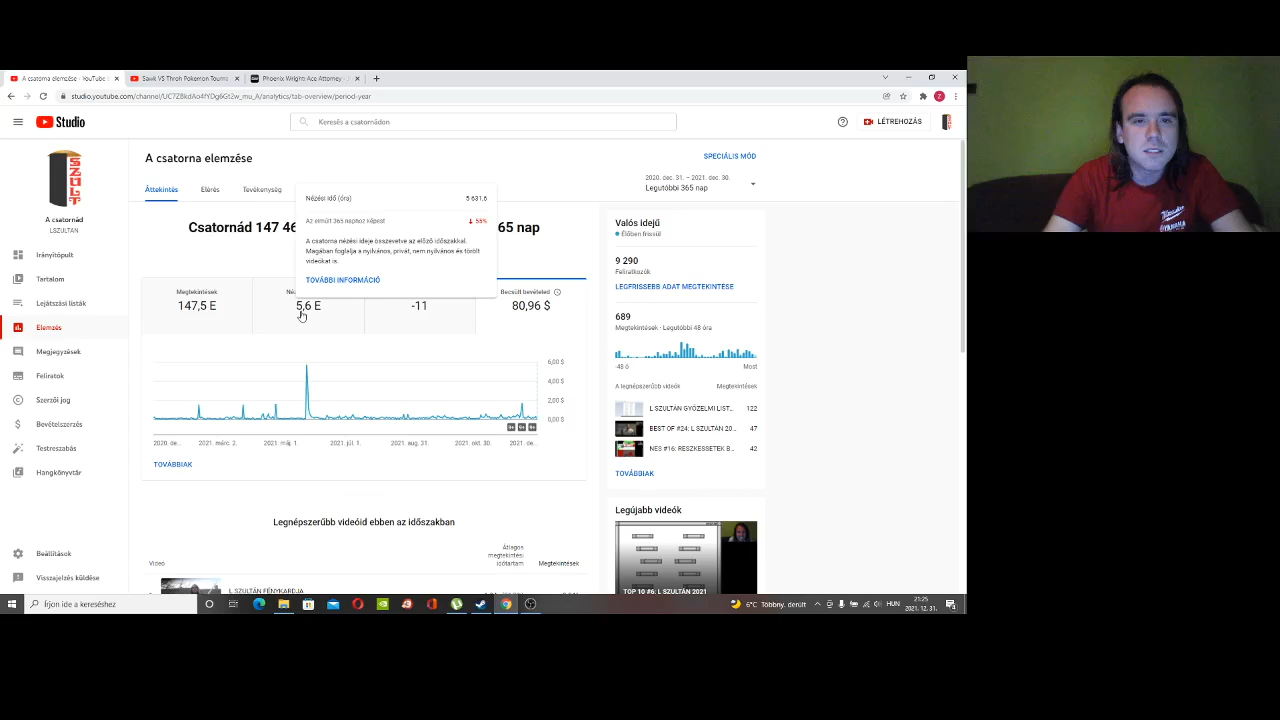 A csatorna elemzése - YouTube
Sawk VS Throh Pokemon Tourna
Phoenix Wright: Ace Attorney - J
studio.youtube.com/channel/UC7ZBkdAo4fYDg6Gt2w_mu_A/analytics/tab-overview/period-year
Studio
Keresés a csatornádon
LÉTREHOZÁS
A csatornád
LSZULTAN
Irányítópult
Tartalom
Lejátszási listák
Elemzés
Megjegyzések
Feliratok
Szerzői jog
Bevételszerzés
Testreszabás
Hangkönyvtár
Beállítások
Visszajelzés küldése
A csatorna elemzése
SPECIÁLIS MÓD
Áttekintés
Elérés
Tevékenység
2020. dec. 31. – 2021. dec. 30.
Legutóbbi 365 nap
Csatornád 147 46
65 nap
Nézési idő (óra)
5 631,6
Az elmúlt 365 naphoz képest
55%
A csatorna nézési ideje összevetve az előző időszakkal.
Magában foglalja a nyilvános, privát, nem nyilvános és törölt
videókat is.
TOVÁBBI INFORMÁCIÓ
Megtekintések
147,5 E
5,6 E
-11
Becsült bevételed
80,96 $
6,00 $
4,00 $
2,00 $
0,00 $
2020. de...
2021. márc. 2.
2021. máj. 1.
2021. júl. 1.
2021. aug. 31.
2021. okt. 30.
2021. de...
TOVÁBBIAK
Legnépszerűbb videóid ebben az időszakban
Videó
Átlagos
megtekintési
időtartam
Megtekintések
L SZULTÁN FÉNYKARDJA
Valós idejű
Élőben frissül
9 290
Feliratkozók
LEGFRISSEBB ADAT MEGTEKINTÉSE
689
Megtekintések · Legutóbbi 48 óra
-48 ó
Most
A legnépszerűbb videók
Megtekintések
L SZULTÁN GYŐZELMI LIST...
122
BEST OF #24: L SZULTÁN 20...
47
NES #16: RESZKESSETEK B...
42
TOVÁBBIAK
Legújabb videók
TOP 10 #6: L SZULTÁN 2021
Írjon ide a kereséshez
6°C Többny. derült
HUN
21:25
2021. 12. 31.